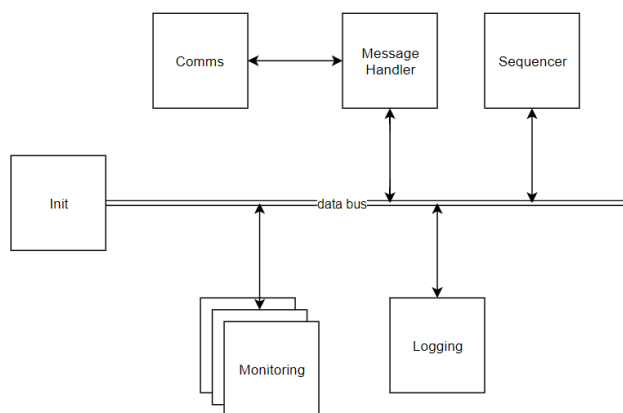 Comms
Message
Handler
Sequencer
Init
data bus
Monitoring
Logging